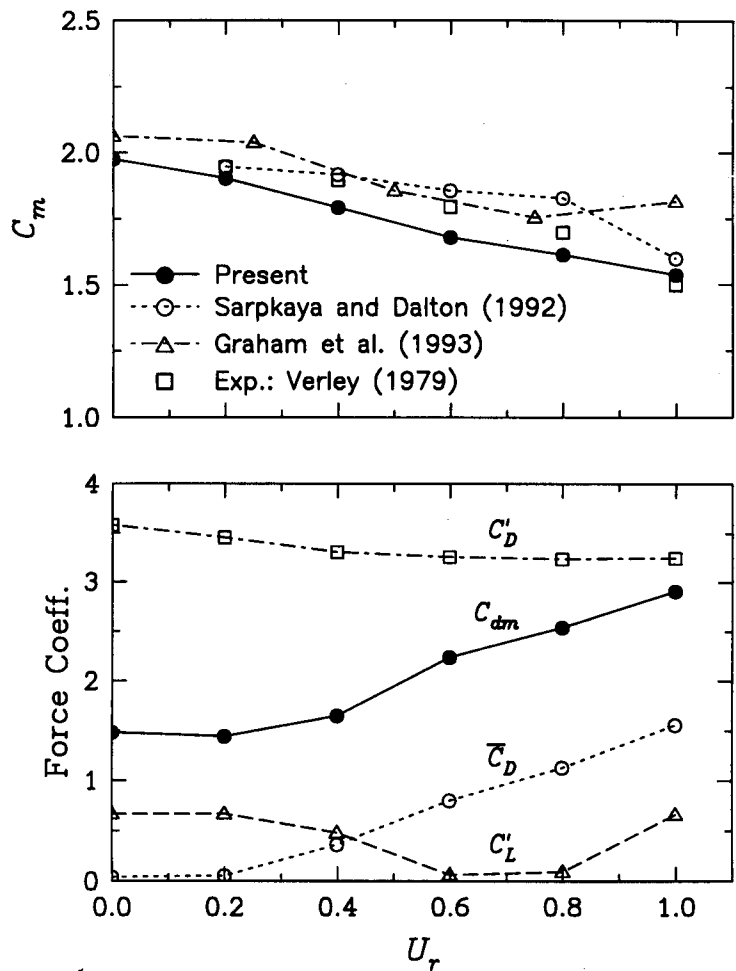 2.5
2.0
1.5
1.0
C_m
Present
Sarpkaya and Dalton (1992)
Graham et al. (1993)
Exp.: Verley (1979)
4
3
2
1
0
Force Coeff.
C'_D
C_dm
C̅_D
C'_L
0.0 0.2 0.4 0.6 0.8 1.0
U_r